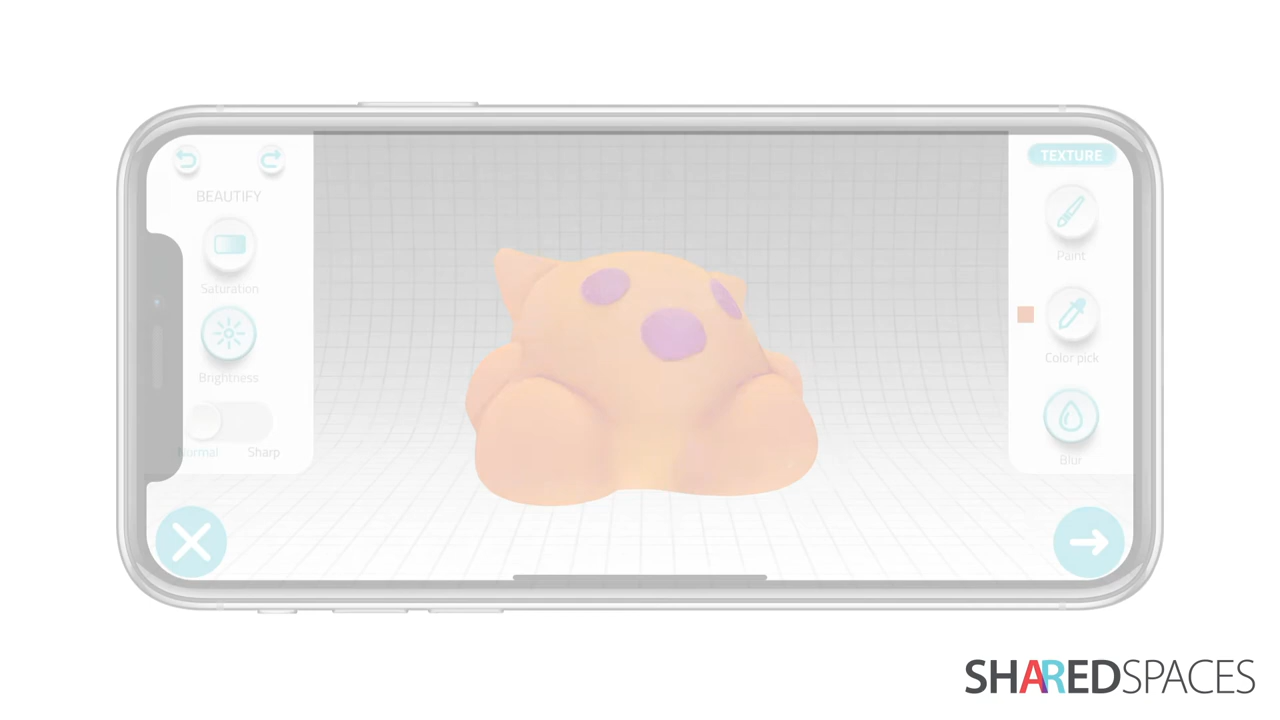 BEAUTIFY
TEXTURE
Saturation
Paint
Brightness
Color pick
Normal
Sharp
Blur
SHAREDSPACES